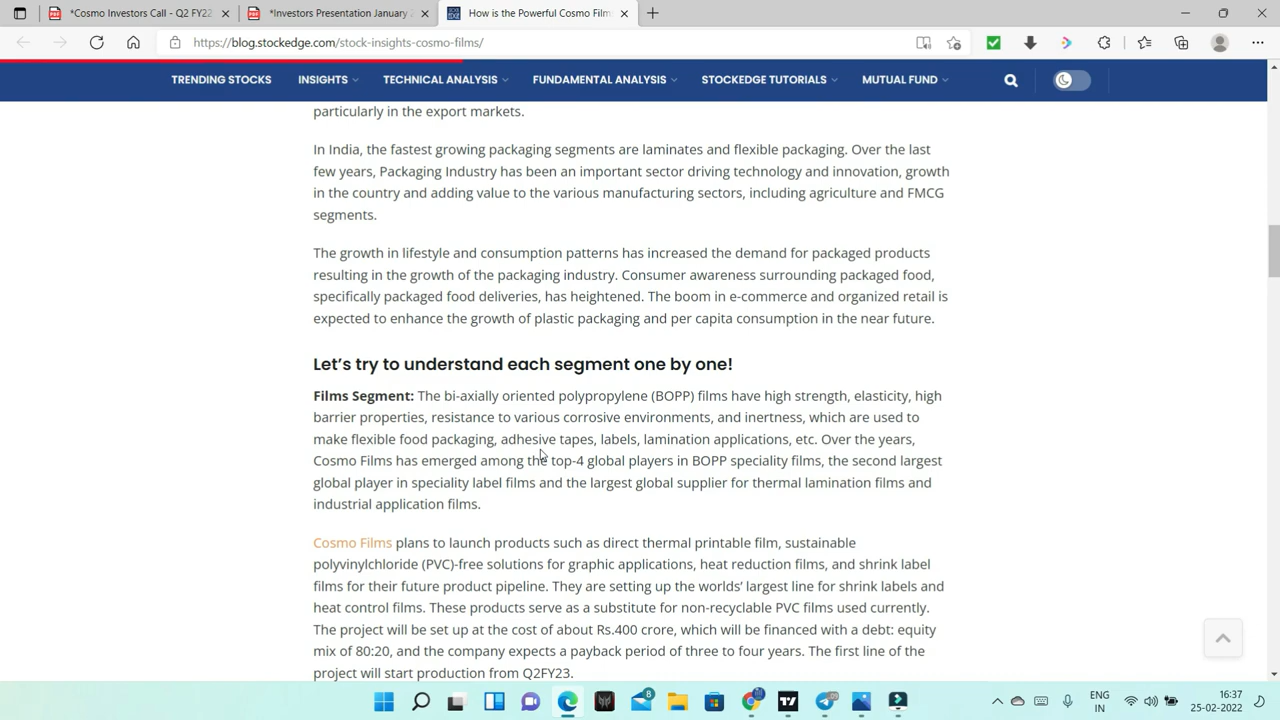 *Cosmo Investors Call - Q2 FY22
*Investors Presentation January 2
How is the Powerful Cosmo Film
https://blog.stockedge.com/stock-insights-cosmo-films/
TRENDING STOCKS INSIGHTS TECHNICAL ANALYSIS FUNDAMENTAL ANALYSIS STOCKEDGE TUTORIALS MUTUAL FUND
particularly in the export markets.
In India, the fastest growing packaging segments are laminates and flexible packaging. Over the last
few years, Packaging Industry has been an important sector driving technology and innovation, growth
in the country and adding value to the various manufacturing sectors, including agriculture and FMCG
segments.
The growth in lifestyle and consumption patterns has increased the demand for packaged products
resulting in the growth of the packaging industry. Consumer awareness surrounding packaged food,
specifically packaged food deliveries, has heightened. The boom in e-commerce and organized retail is
expected to enhance the growth of plastic packaging and per capita consumption in the near future.
Let's try to understand each segment one by one!
Films Segment: The bi-axially oriented polypropylene (BOPP) films have high strength, elasticity, high
barrier properties, resistance to various corrosive environments, and inertness, which are used to
make flexible food packaging, adhesive tapes, labels, lamination applications, etc. Over the years,
Cosmo Films has emerged among the top-4 global players in BOPP speciality films, the second largest
global player in speciality label films and the largest global supplier for thermal lamination films and
industrial application films.
Cosmo Films plans to launch products such as direct thermal printable film, sustainable
polyvinylchloride (PVC)-free solutions for graphic applications, heat reduction films, and shrink label
films for their future product pipeline. They are setting up the worlds' largest line for shrink labels and
heat control films. These products serve as a substitute for non-recyclable PVC films used currently.
The project will be set up at the cost of about Rs.400 crore, which will be financed with a debt: equity
mix of 80:20, and the company expects a payback period of three to four years. The first line of the
project will start production from Q2FY23.
8
ENG
IN
16:37
25-02-2022